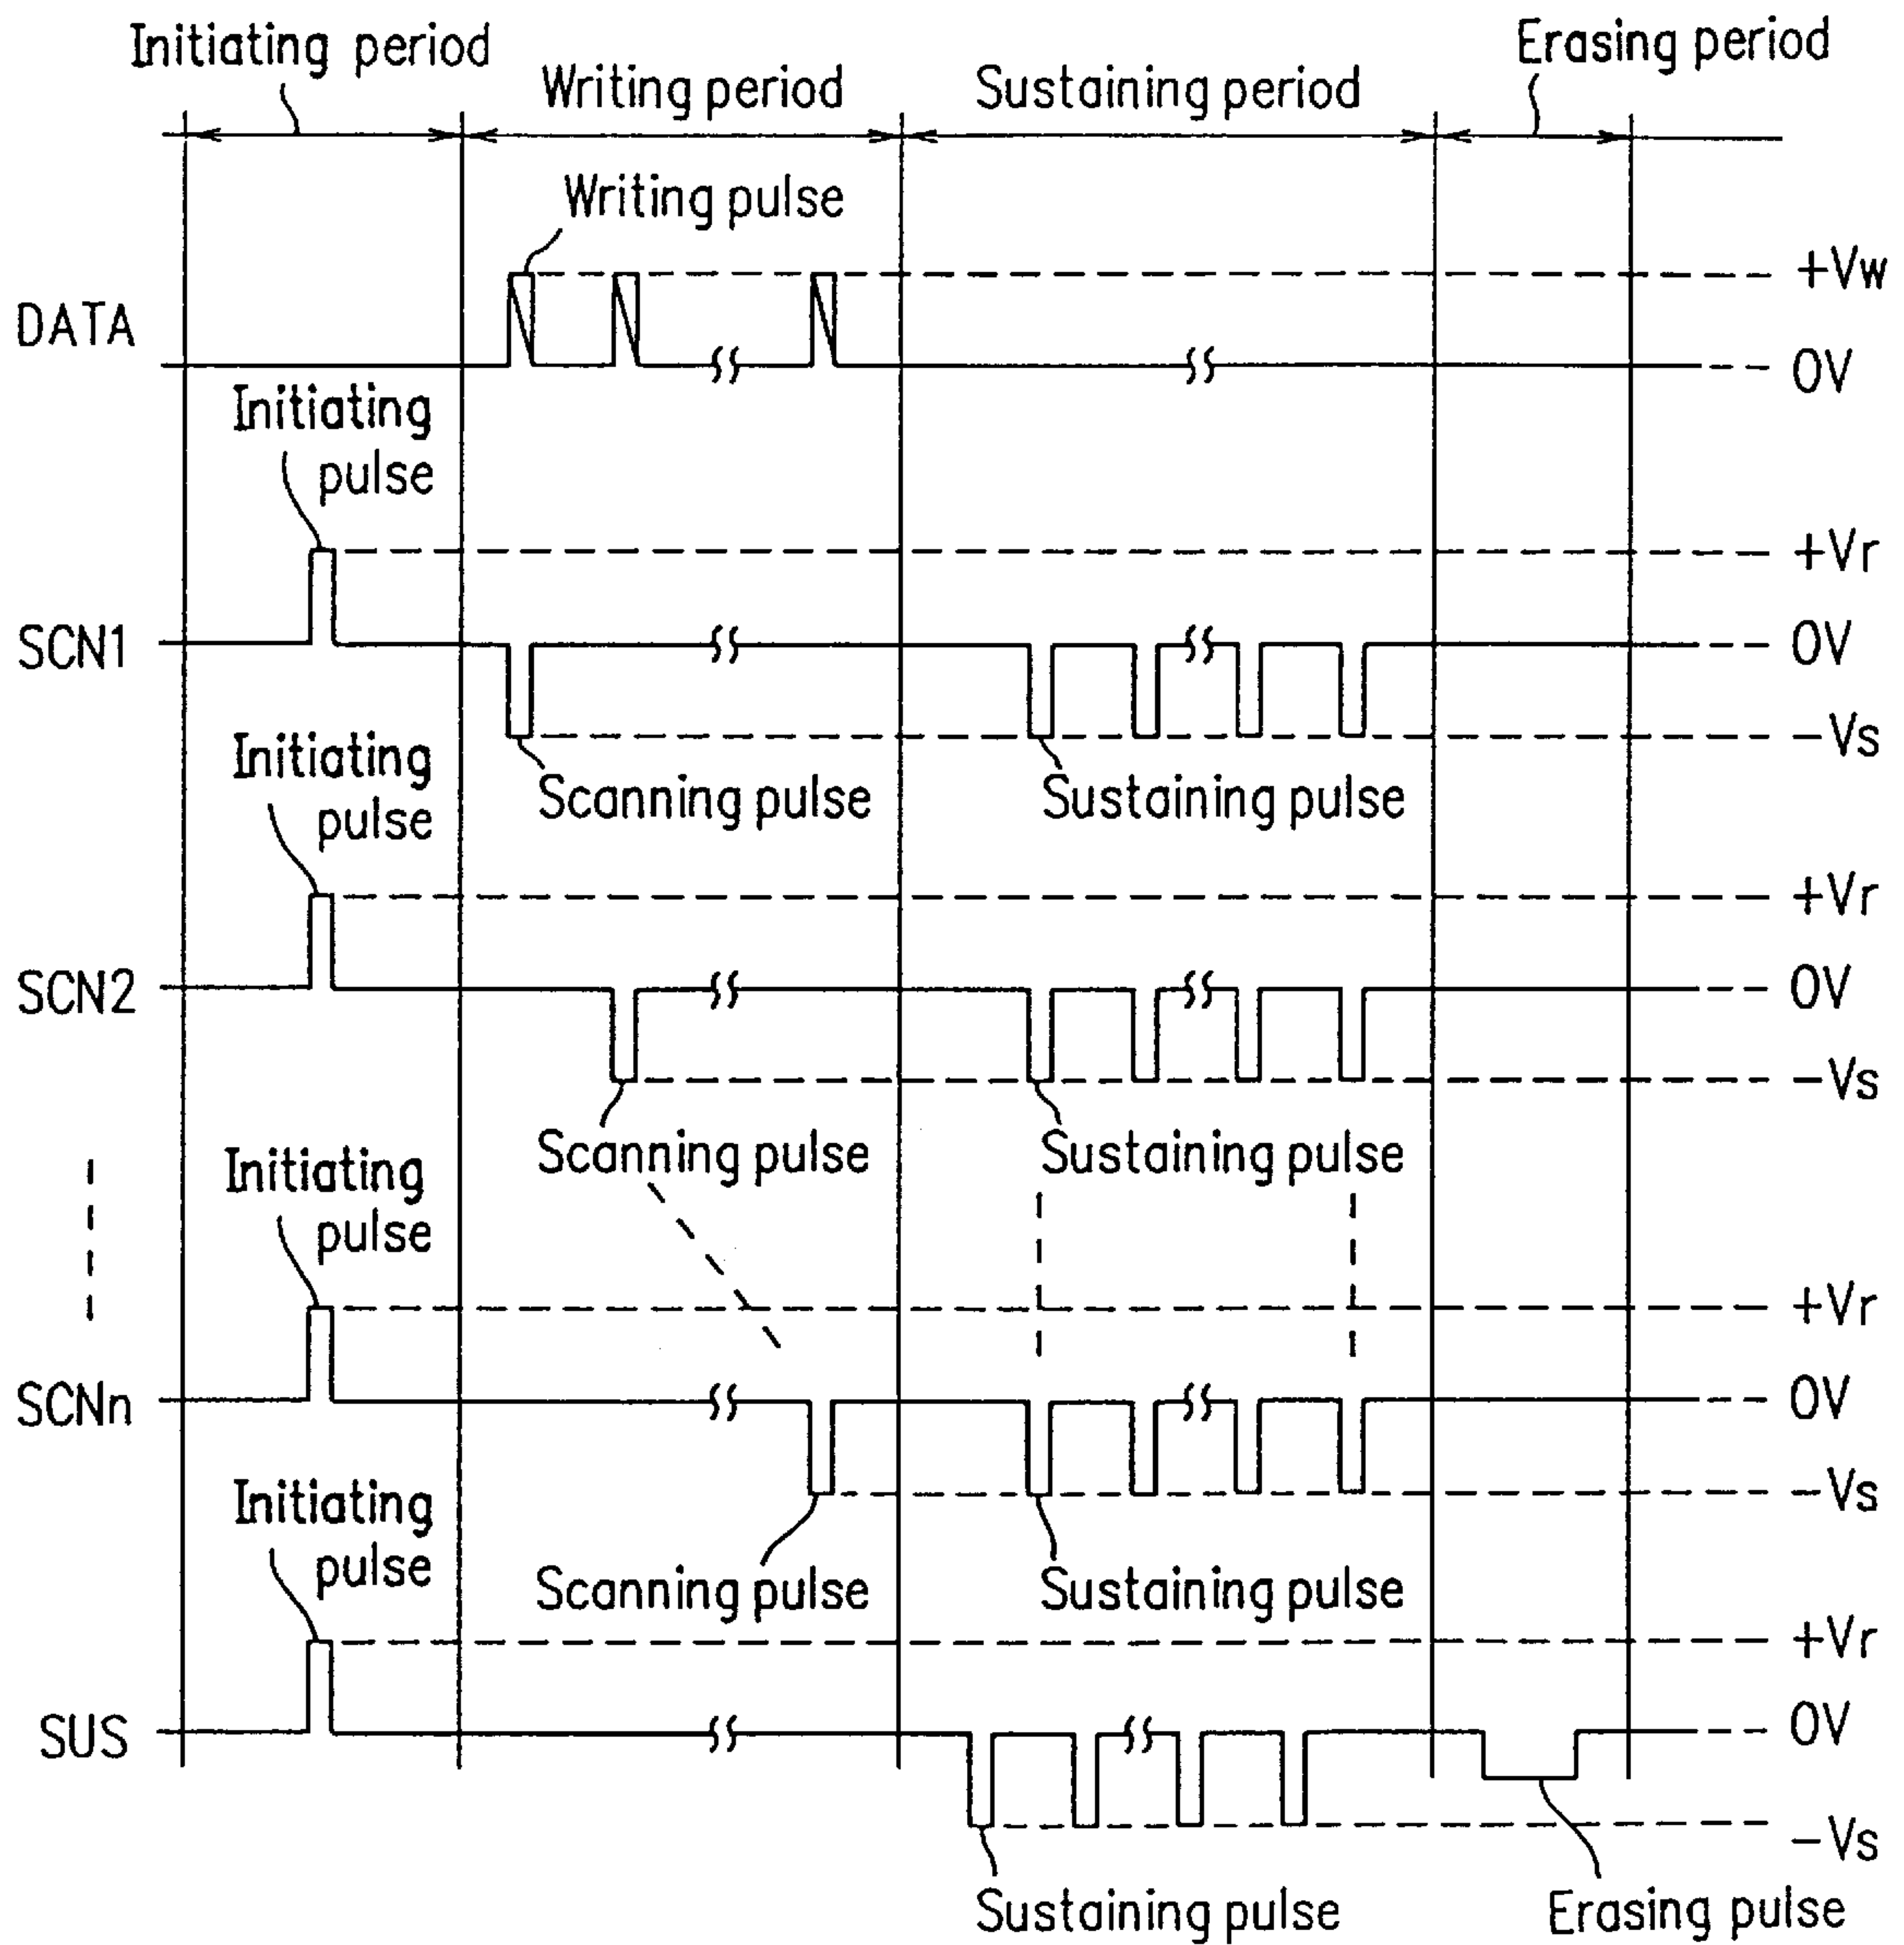 Initiating period
Writing period
Sustaining period
Erasing period
Writing pulse
+Vw
DATA
0V
Initiating
pulse
+Vr
SCN1
0V
-Vs
Scanning pulse
Sustaining pulse
Initiating
pulse
+Vr
SCN2
0V
-Vs
Scanning pulse
Sustaining pulse
Initiating
pulse
+Vr
SCNn
0V
-Vs
Scanning pulse
Sustaining pulse
Initiating
pulse
+Vr
SUS
0V
-Vs
Sustaining pulse
Erasing pulse